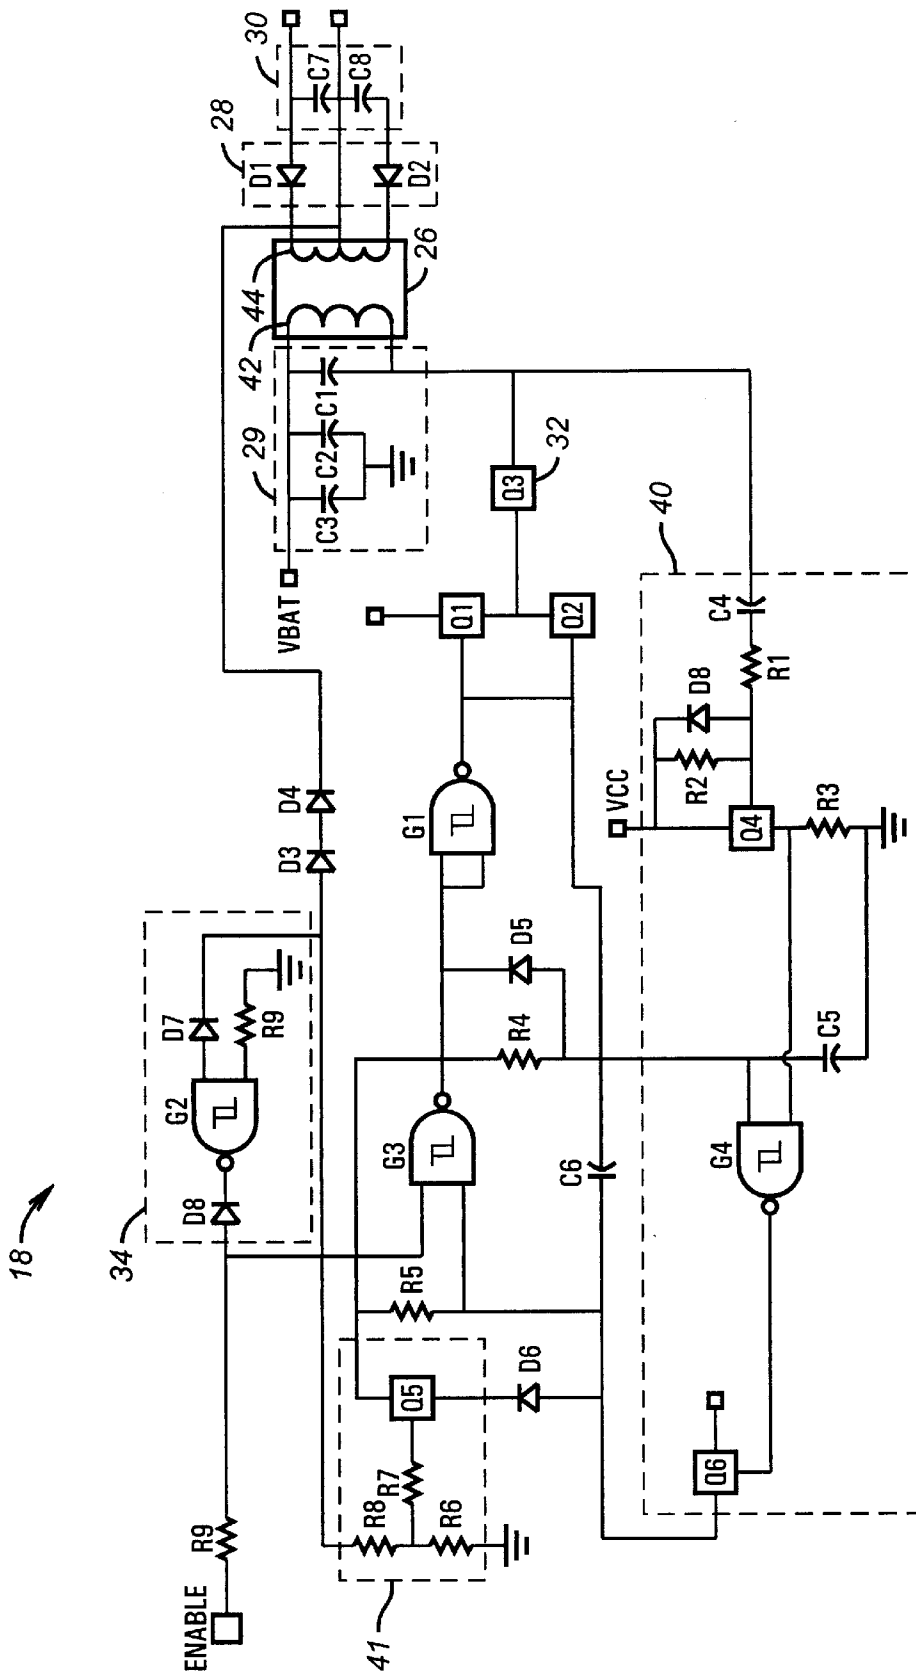 30
28
44
42
29
26
C7
C8
D1
D2
C1
C2
C3
VBAT
32
Q3
Q1
Q2
40
C4
R1
D8
R2
VCC
Q4
R3
D4
D3
G1
D5
R4
C5
34
D7
R9
G2
D8
G3
C6
G4
18
R5
D6
Q5
R7
R8
R6
41
Q6
R9
ENABLE